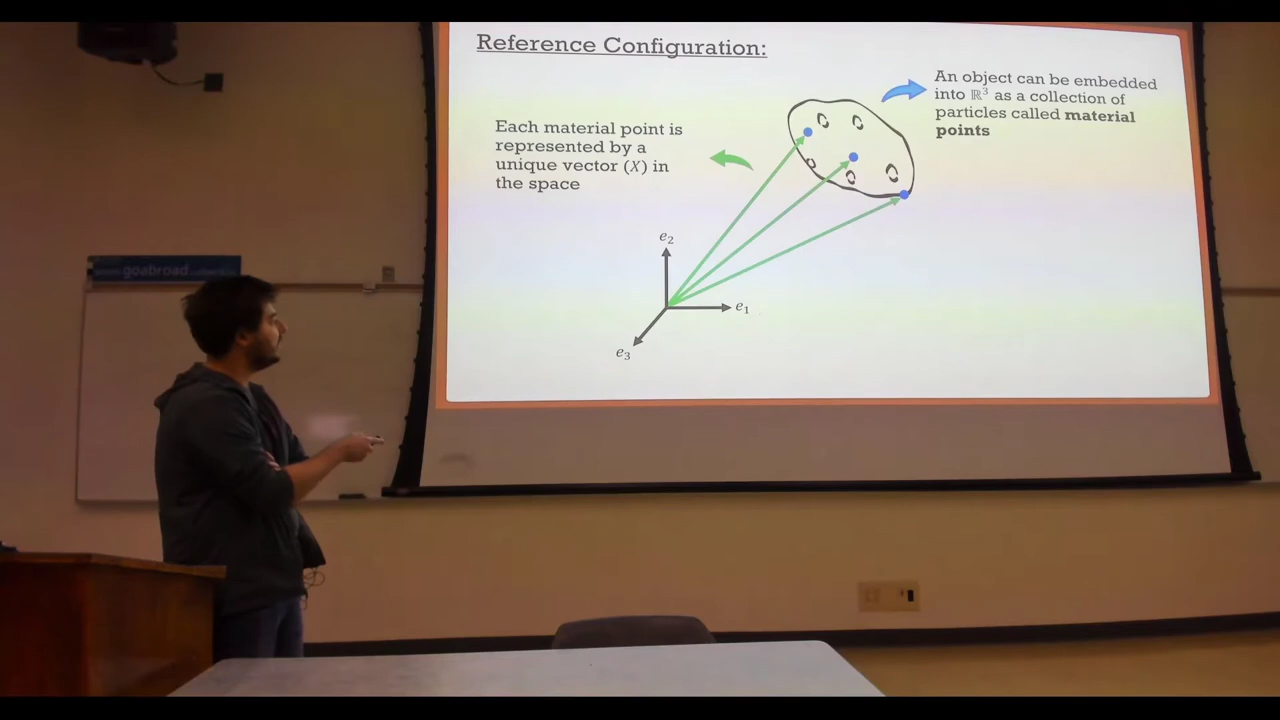 Reference Configuration:
An object can be embedded
into ℝ³ as a collection of
particles called material
points
Each material point is
represented by a
unique vector (X) in
the space
e₂
e₁
e₃
goabroad